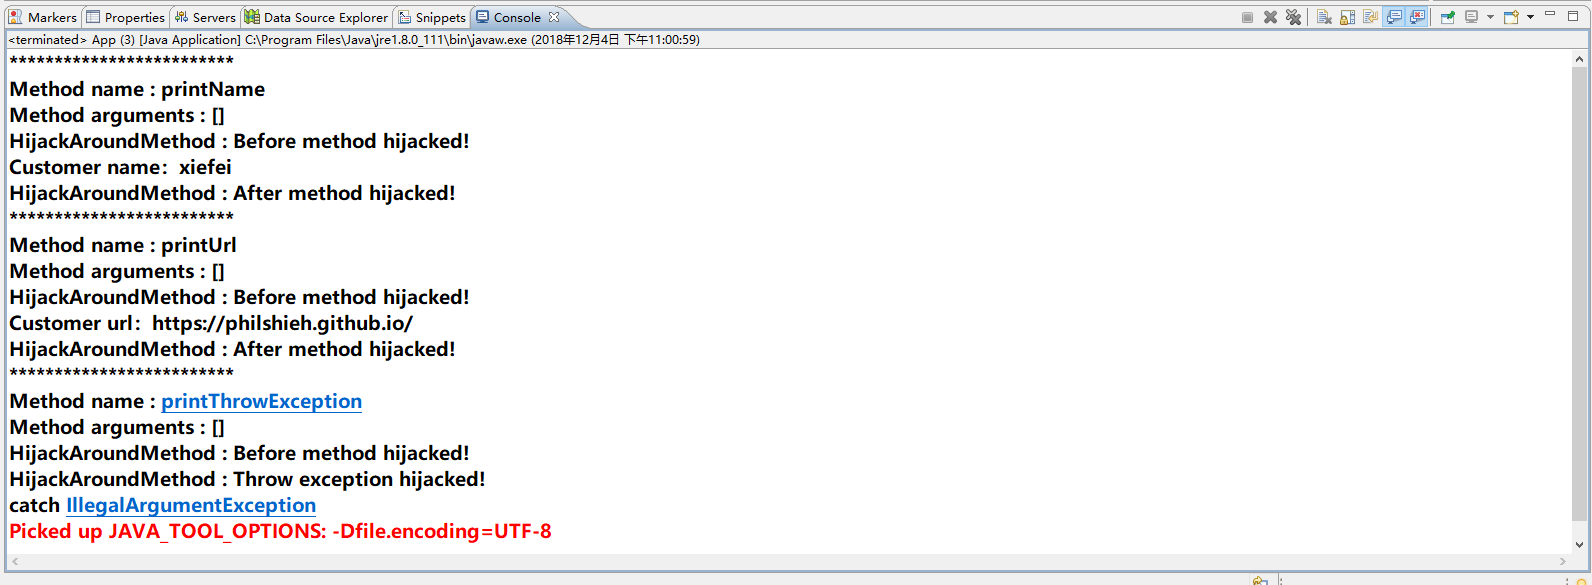 Markers Properties Servers Data Source Explorer Snippets Console
<terminated> App (3) [Java Application] C:\Program Files\Java\jre1.8.0_111\bin\javaw.exe (2018年12月4日 下午11:00:59)
*************************
Method name : printName
Method arguments : []
HijackAroundMethod : Before method hijacked!
Customer name：xiefei
HijackAroundMethod : After method hijacked!
*************************
Method name : printUrl
Method arguments : []
HijackAroundMethod : Before method hijacked!
Customer url：https://philshieh.github.io/
HijackAroundMethod : After method hijacked!
*************************
Method name : printThrowException
Method arguments : []
HijackAroundMethod : Before method hijacked!
HijackAroundMethod : Throw exception hijacked!
catch IllegalArgumentException
Picked up JAVA_TOOL_OPTIONS: -Dfile.encoding=UTF-8